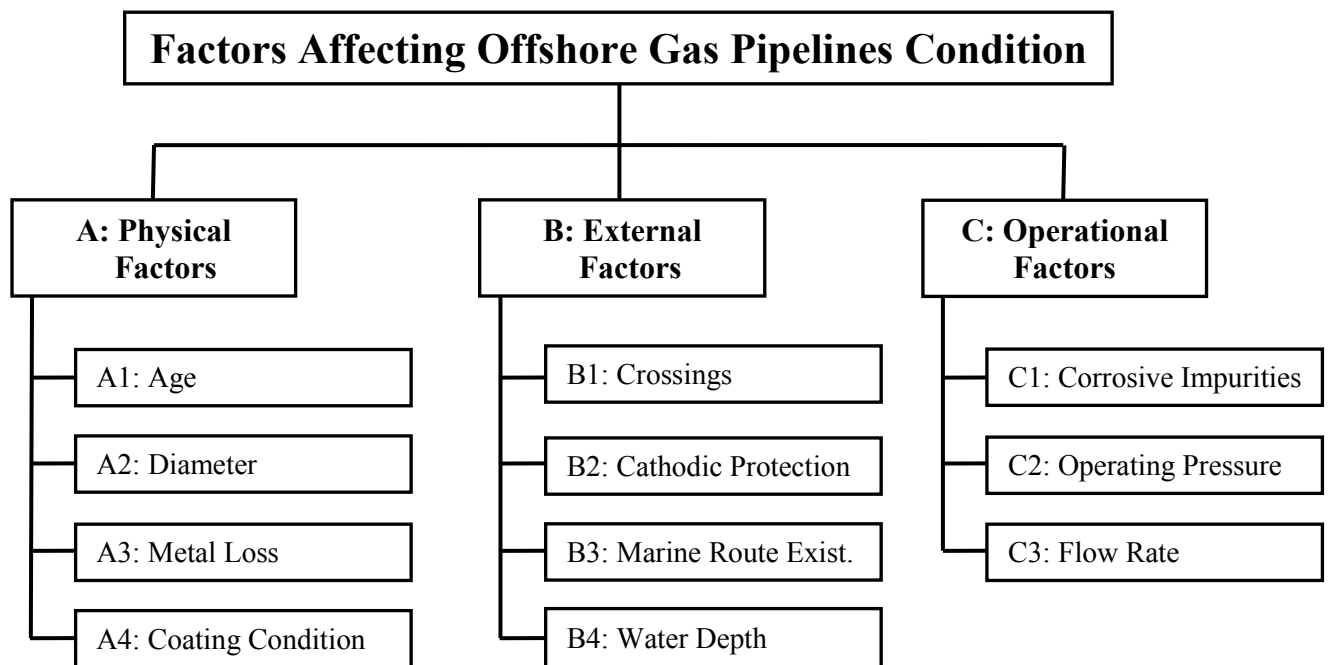 Factors Affecting Offshore Gas Pipelines Condition
A: Physical
Factors
A1: Age
A2: Diameter
A3: Metal Loss
A4: Coating Condition
B: External
Factors
B1: Crossings
B2: Cathodic Protection
B3: Marine Route Exist.
B4: Water Depth
C: Operational
Factors
C1: Corrosive Impurities
C2: Operating Pressure
C3: Flow Rate